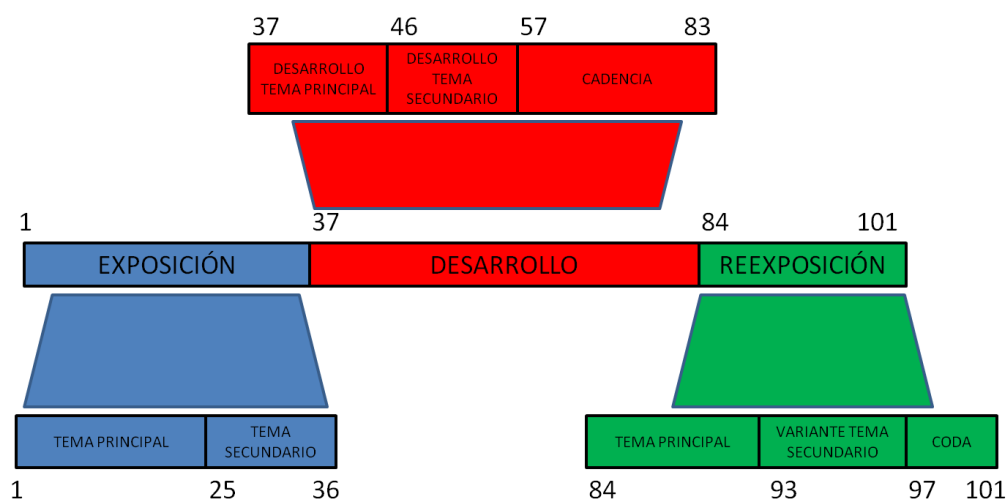 37 46 57 83
DESARROLLO
TEMA PRINCIPAL
DESARROLLO
TEMA
SECUNDARIO
CADENCIA
1 37 84 101
EXPOSICIÓN DESARROLLO REEXPOSICIÓN
TEMA PRINCIPAL
TEMA
SECUNDARIO
TEMA PRINCIPAL
VARIANTE TEMA
SECUNDARIO
CODA
1 25 36 84 93 97 101